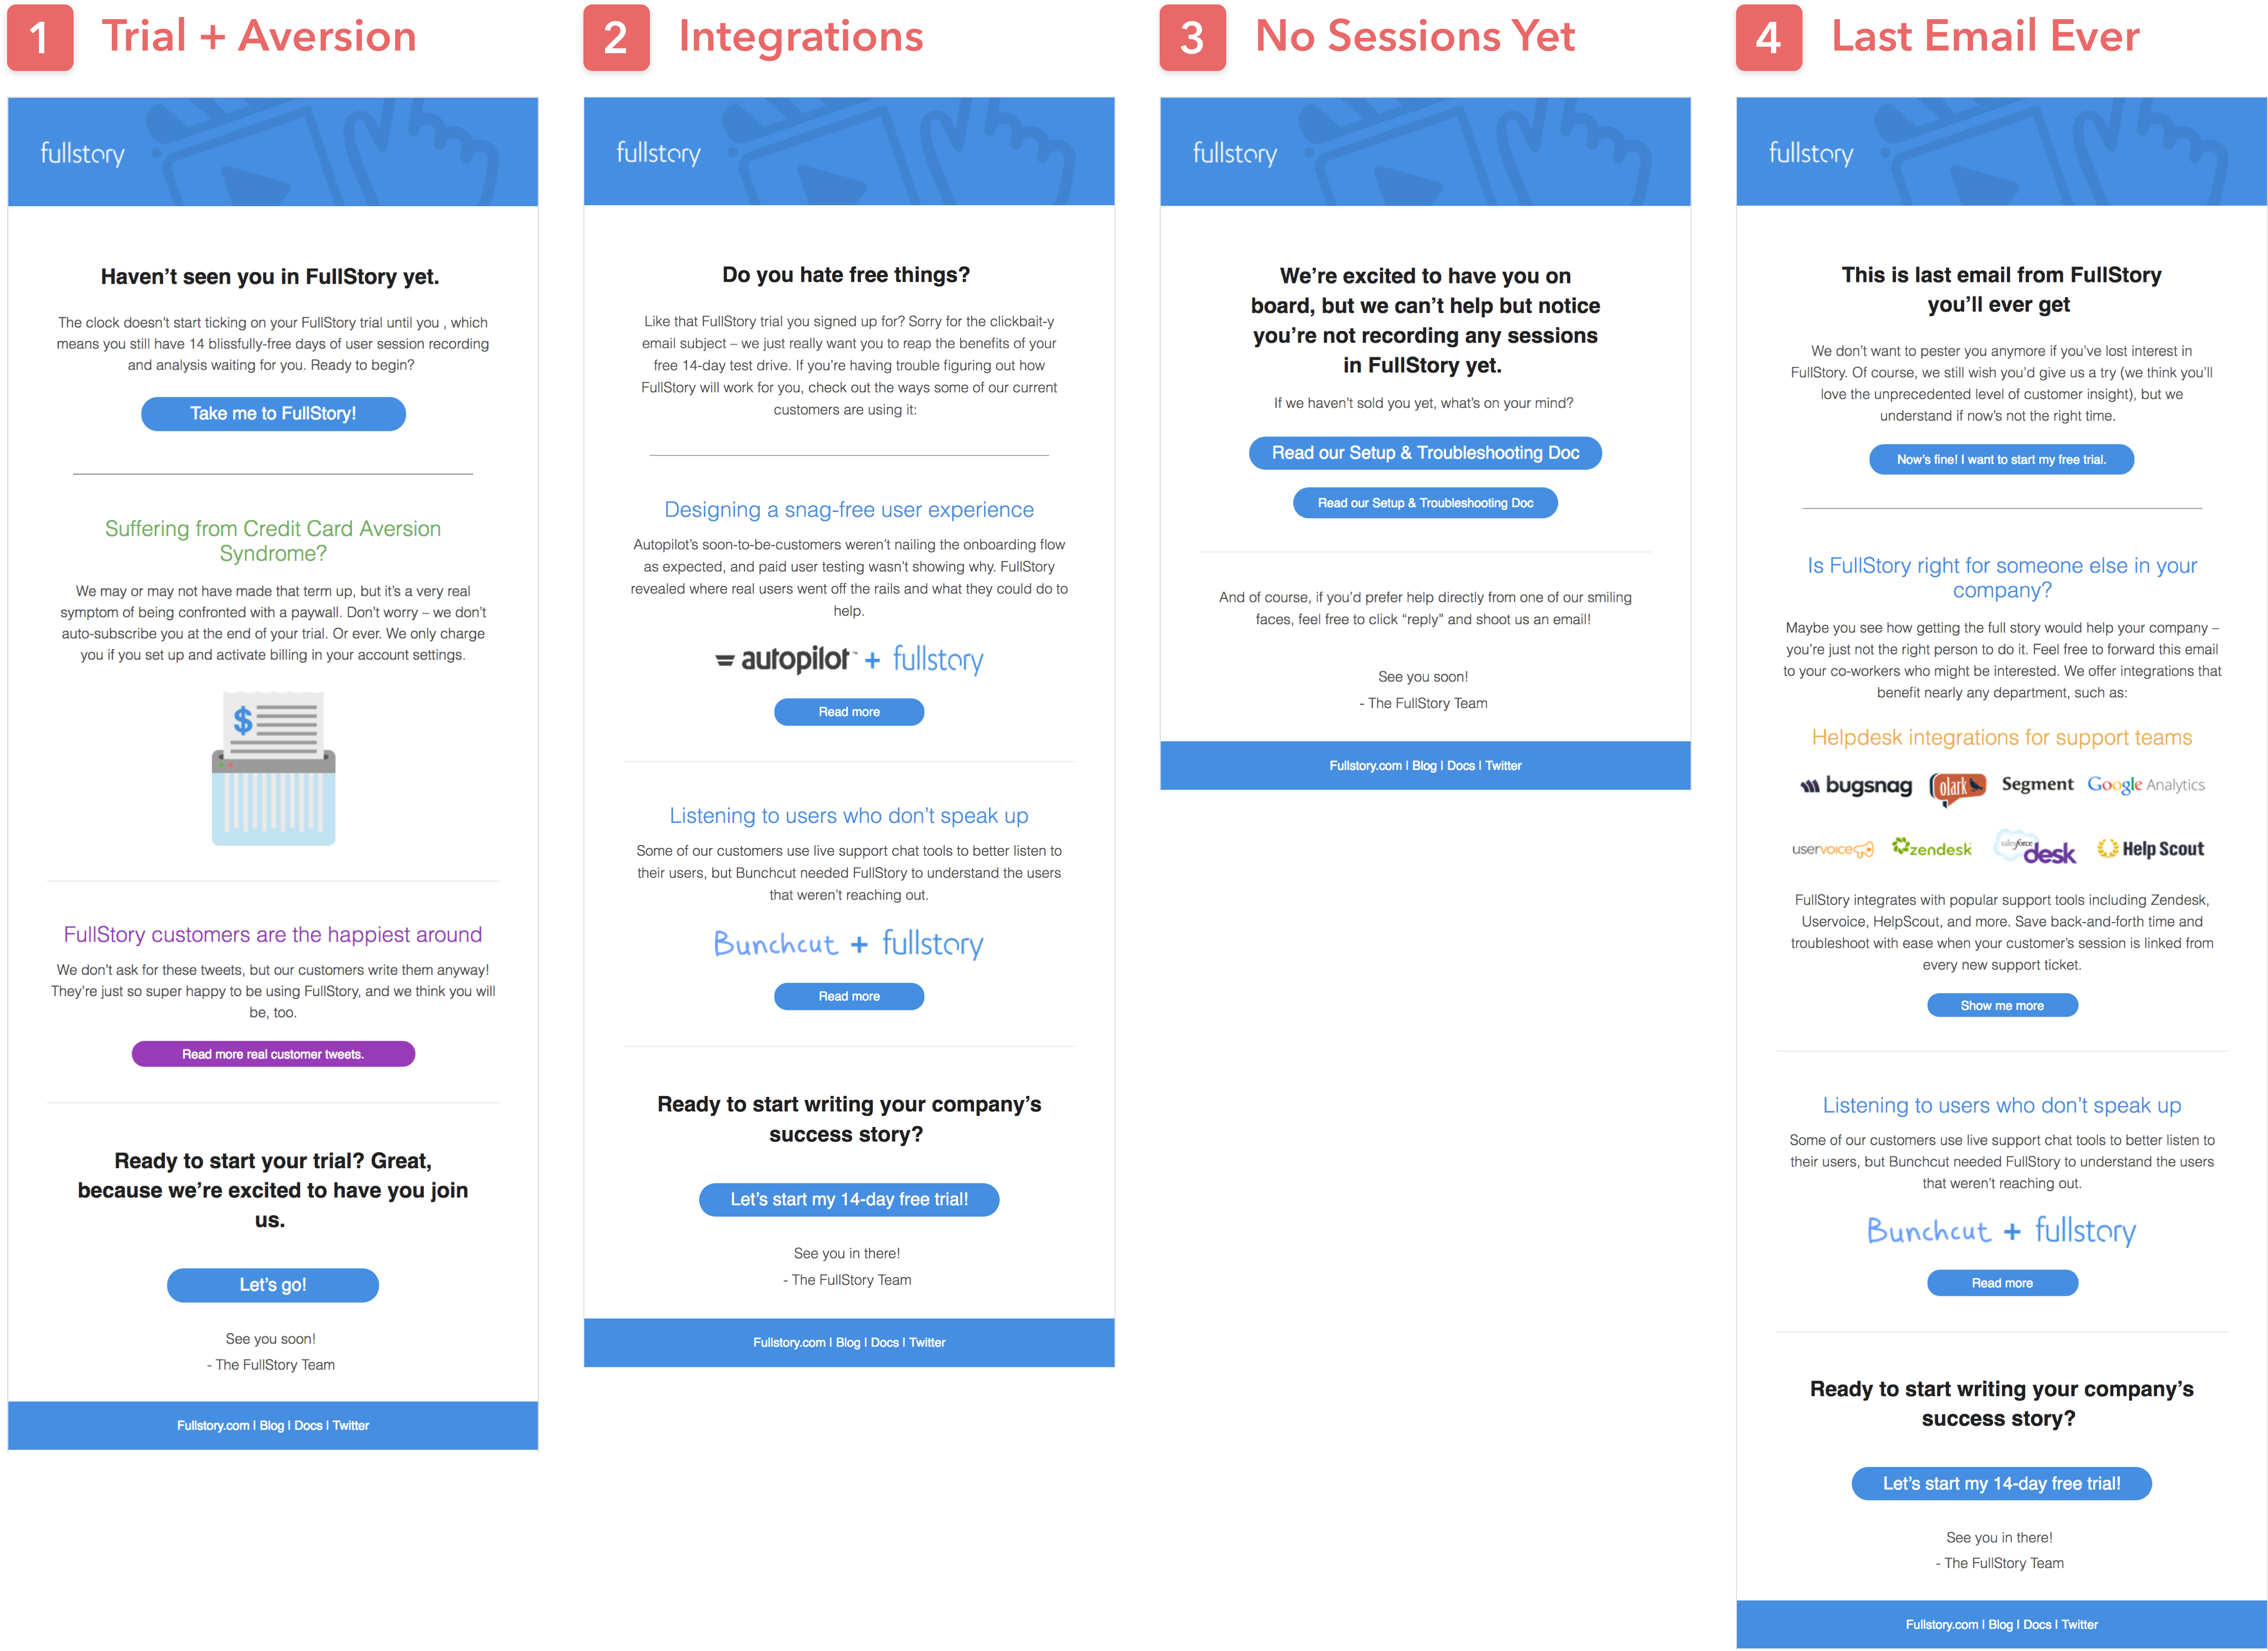 1 Trial + Aversion
fullstory
Haven’t seen you in FullStory yet.
The clock doesn’t start ticking on your FullStory trial until you , which
means you still have 14 blissfully-free days of user session recording
and analysis waiting for you. Ready to begin?
Take me to FullStory!
Suffering from Credit Card Aversion
Syndrome?
We may or may not have made that term up, but it’s a very real
symptom of being confronted with a paywall. Don’t worry – we don’t
auto-subscribe you at the end of your trial. Or ever. We only charge
you if you set up and activate billing in your account settings.
$
FullStory customers are the happiest around
We don’t ask for these tweets, but our customers write them anyway!
They’re just so super happy to be using FullStory, and we think you will
be, too.
Read more real customer tweets.
Ready to start your trial? Great,
because we’re excited to have you join
us.
Let’s go!
See you soon!
- The FullStory Team
Fullstory.com | Blog | Docs | Twitter
2 Integrations
fullstory
Do you hate free things?
Like that FullStory trial you signed up for? Sorry for the clickbait-y
email subject – we just really want you to reap the benefits of your
free 14-day test drive. If you’re having trouble figuring out how
FullStory will work for you, check out the ways some of our current
customers are using it:
Designing a snag-free user experience
Autopilot’s soon-to-be-customers weren’t nailing the onboarding flow
as expected, and paid user testing wasn’t showing why. FullStory
revealed where real users went off the rails and what they could do to
help.
autopilot™ + fullstory
Read more
Listening to users who don’t speak up
Some of our customers use live support chat tools to better listen to
their users, but Bunchcut needed FullStory to understand the users
that weren’t reaching out.
Bunchcut + fullstory
Read more
Ready to start writing your company’s
success story?
Let’s start my 14-day free trial!
See you in there!
- The FullStory Team
Fullstory.com | Blog | Docs | Twitter
3 No Sessions Yet
fullstory
We’re excited to have you on
board, but we can’t help but notice
you’re not recording any sessions
in FullStory yet.
If we haven’t sold you yet, what’s on your mind?
Read our Setup & Troubleshooting Doc
Read our Setup & Troubleshooting Doc
And of course, if you’d prefer help directly from one of our smiling
faces, feel free to click “reply” and shoot us an email!
See you soon!
- The FullStory Team
Fullstory.com | Blog | Docs | Twitter
4 Last Email Ever
fullstory
This is last email from FullStory
you’ll ever get
We don’t want to pester you anymore if you’ve lost interest in
FullStory. Of course, we still wish you’d give us a try (we think you’ll
love the unprecedented level of customer insight), but we
understand if now’s not the right time.
Now’s fine! I want to start my free trial.
Is FullStory right for someone else in your
company?
Maybe you see how getting the full story would help your company –
you’re just not the right person to do it. Feel free to forward this email
to your co-workers who might be interested. We offer integrations that
benefit nearly any department, such as:
Helpdesk integrations for support teams
bugsnag olark Segment Google Analytics
uservoice zendesk salesforce desk Help Scout
FullStory integrates with popular support tools including Zendesk,
Uservoice, HelpScout, and more. Save back-and-forth time and
troubleshoot with ease when your customer’s session is linked from
every new support ticket.
Show me more
Listening to users who don’t speak up
Some of our customers use live support chat tools to better listen to
their users, but Bunchcut needed FullStory to understand the users
that weren’t reaching out.
Bunchcut + fullstory
Read more
Ready to start writing your company’s
success story?
Let’s start my 14-day free trial!
See you in there!
- The FullStory Team
Fullstory.com | Blog | Docs | Twitter